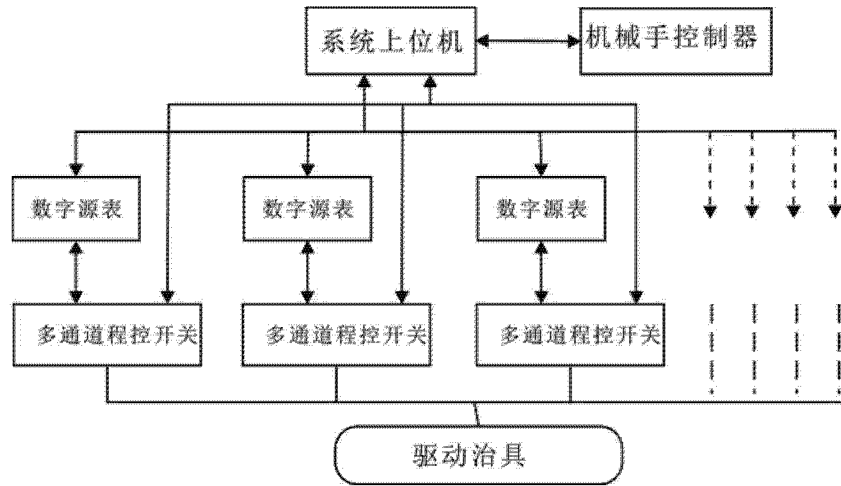 系统上位机
机械手控制器
数字源表
数字源表
数字源表
多通道程控开关
多通道程控开关
多通道程控开关
驱动治具